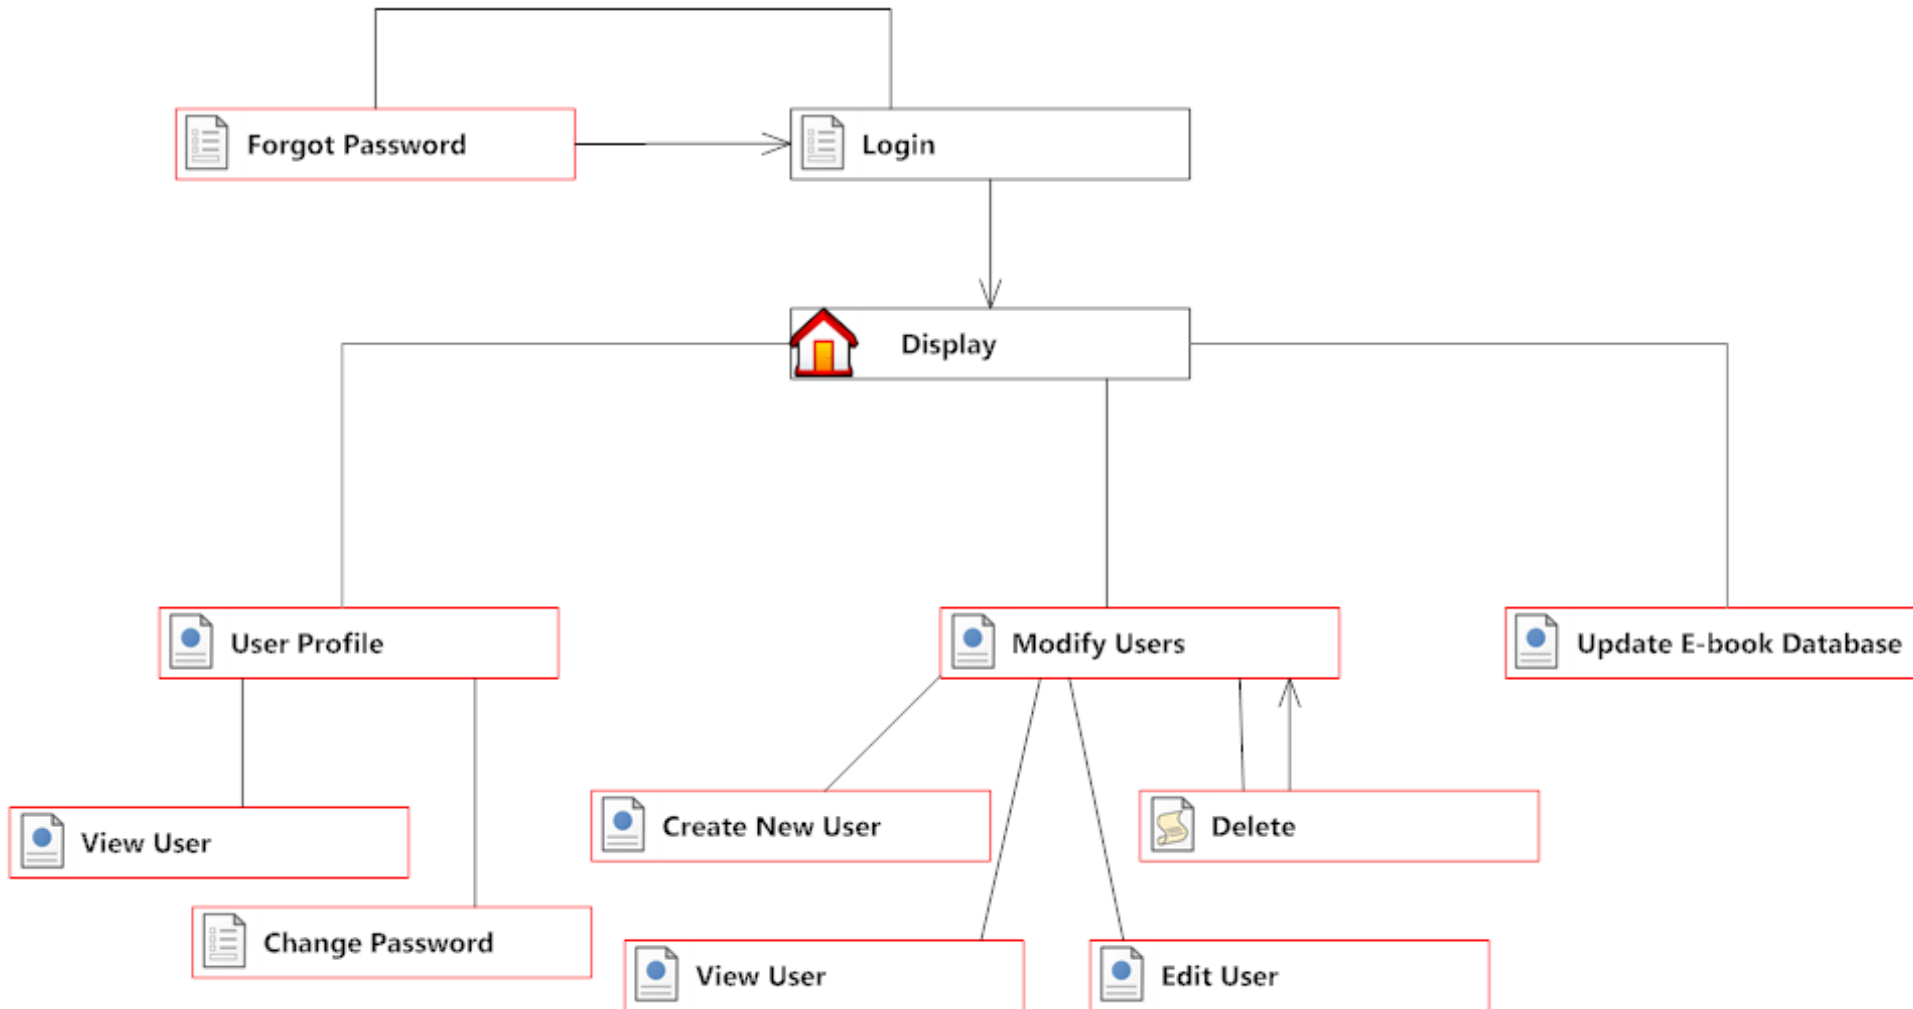 Forgot Password
Login
Display
User Profile
Modify Users
Update E-book Database
View User
Create New User
Delete
Change Password
View User
Edit User